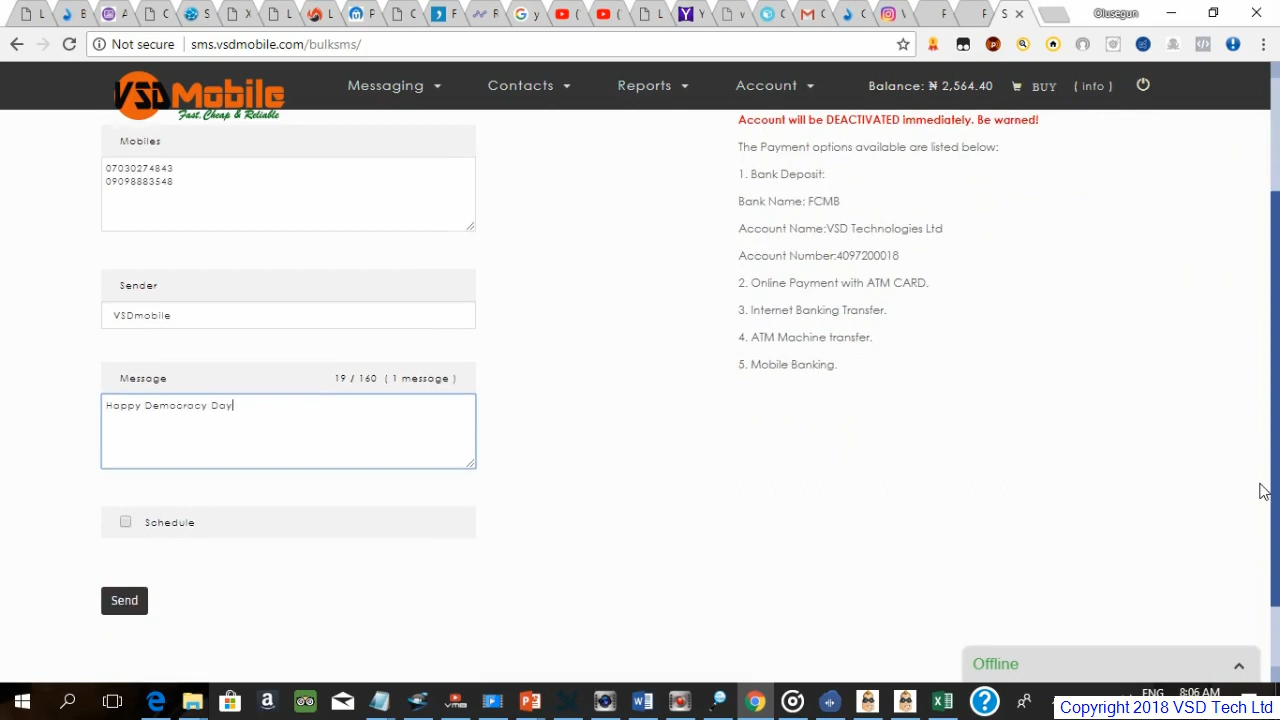 Olusegun
Not secure
sms.vsdmobile.com/bulksms/
VSD Mobile
Fast, Cheap & Reliable
Messaging
Contacts
Reports
Account
Balance: ₦ 2,564.40
BUY
( info )
Account will be DEACTIVATED immediately. Be warned!
Mobiles
07030274843
09098883548
The Payment options available are listed below:
1. Bank Deposit:
Bank Name: FCMB
Account Name:VSD Technologies Ltd
Account Number:4097200018
2. Online Payment with ATM CARD.
3. Internet Banking Transfer.
4. ATM Machine transfer.
5. Mobile Banking.
Sender
VSDmobile
Message
19 / 160 ( 1 message )
Happy Democracy Day
Schedule
Send
Offline
ENG
8:06 AM
Copyright 2018 VSD Tech Ltd